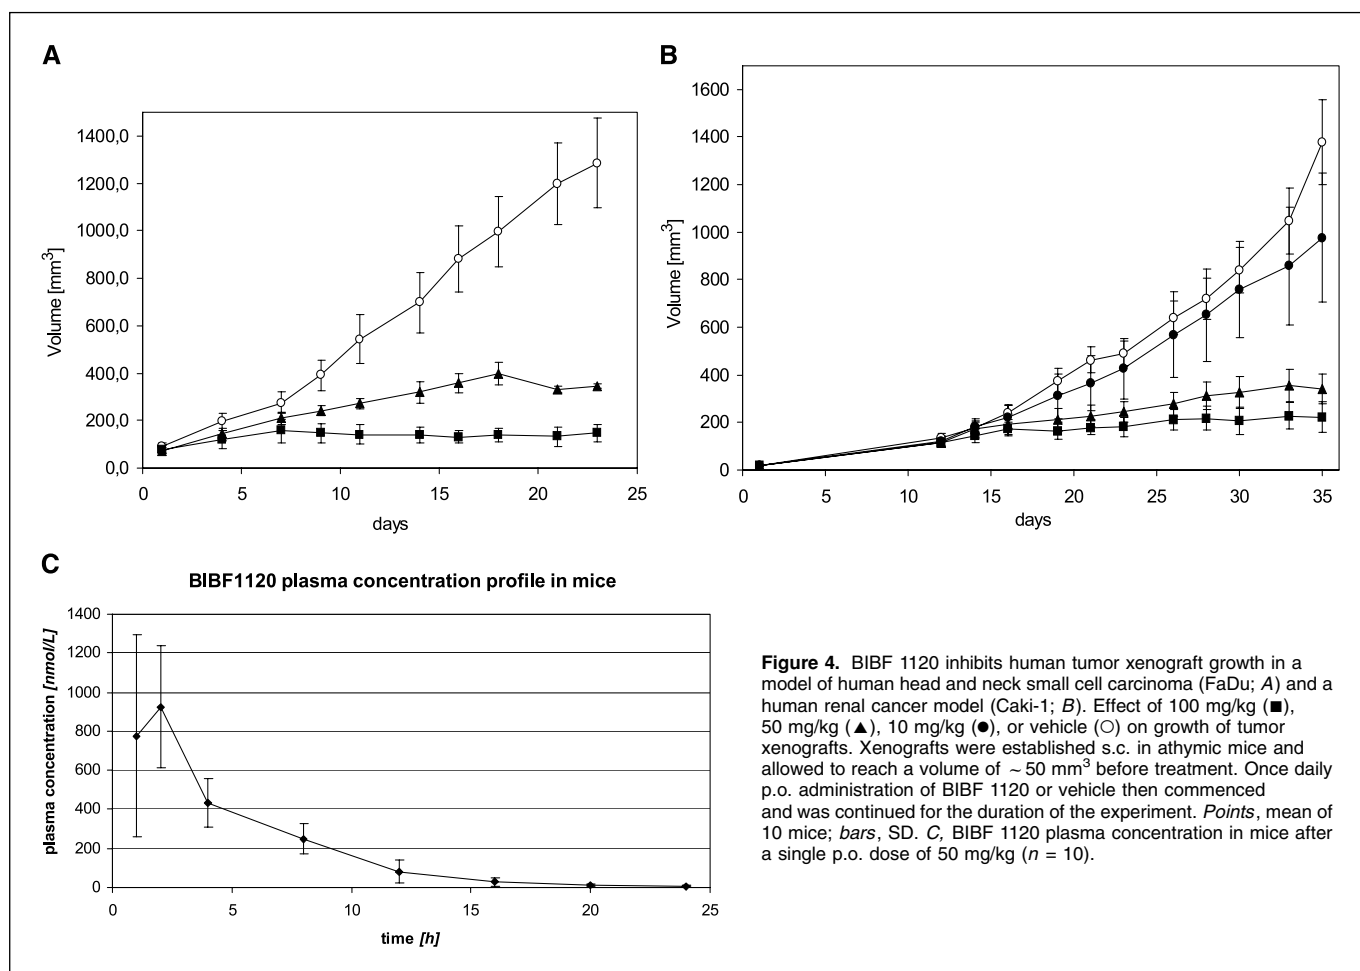 A
1400,0
1200,0
1000,0
800,0
600,0
400,0
200,0
0,0
Volume [mm³]
0 5 10 15 20 25
days
B
1600
1400
1200
1000
800
600
400
200
0
Volume [mm³]
0 5 10 15 20 25 30 35
days
C
BIBF1120 plasma concentration profile in mice
1400
1200
1000
800
600
400
200
0
plasma concentration [nmol/L]
0 5 10 15 20 25
time [h]
Figure 4. BIBF 1120 inhibits human tumor xenograft growth in a
model of human head and neck small cell carcinoma (FaDu; A) and a
human renal cancer model (Caki-1; B). Effect of 100 mg/kg (■),
50 mg/kg (▲), 10 mg/kg (●), or vehicle (○) on growth of tumor
xenografts. Xenografts were established s.c. in athymic mice and
allowed to reach a volume of ~50 mm³ before treatment. Once daily
p.o. administration of BIBF 1120 or vehicle then commenced
and was continued for the duration of the experiment. Points, mean of
10 mice; bars, SD. C, BIBF 1120 plasma concentration in mice after
a single p.o. dose of 50 mg/kg (n = 10).